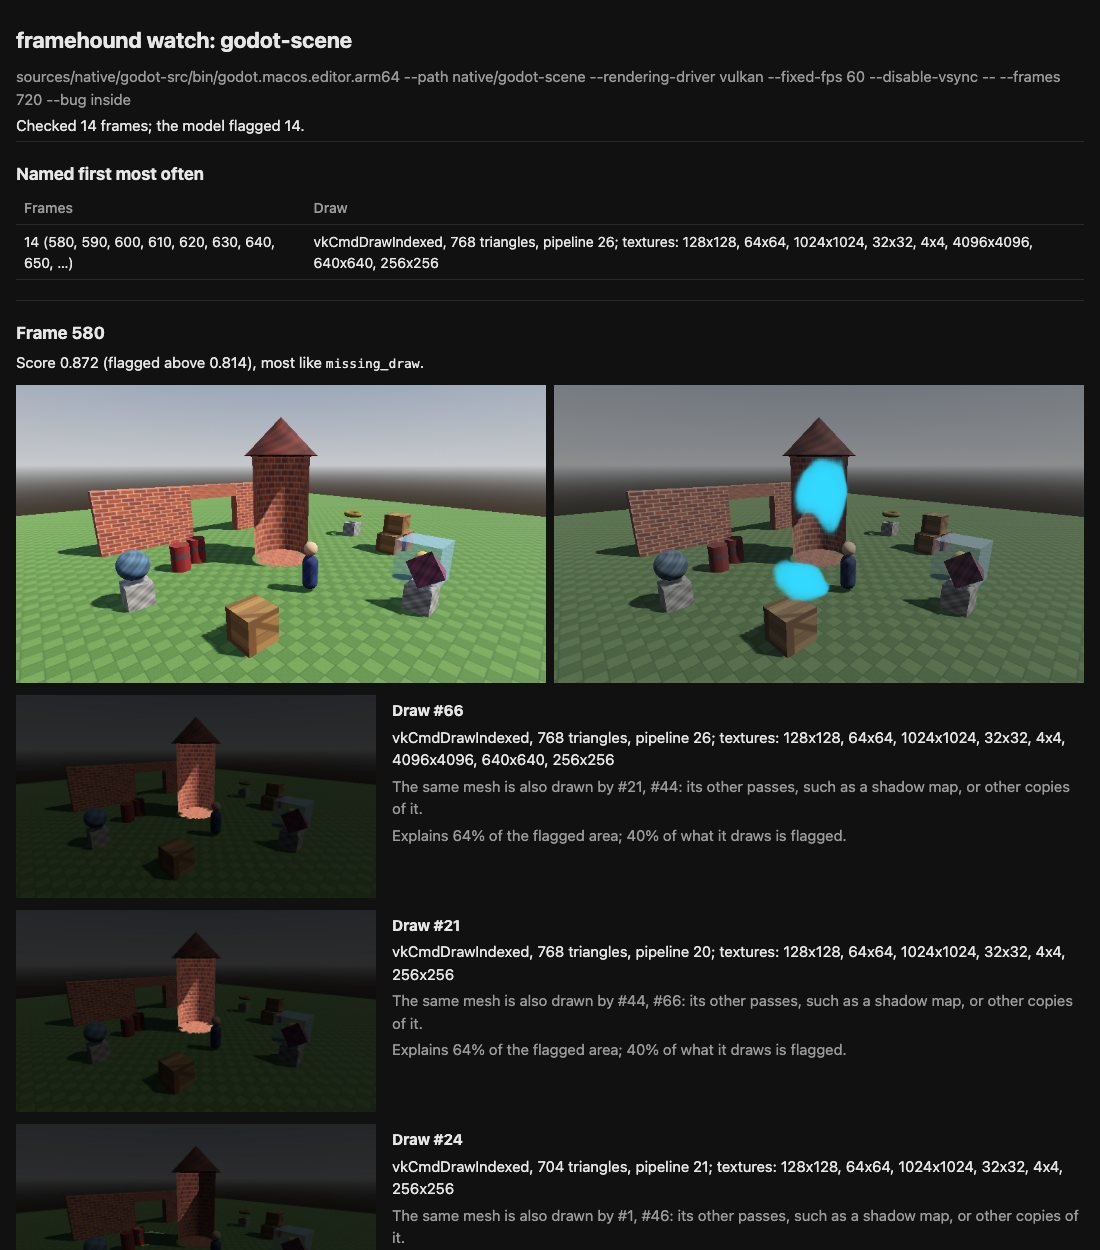 framehound watch: godot-scene
sources/native/godot-src/bin/godot.macos.editor.arm64 --path native/godot-scene --rendering-driver vulkan --fixed-fps 60 --disable-vsync -- --frames
720 --bug inside
Checked 14 frames; the model flagged 14.
Named first most often
Frames Draw
14 (580, 590, 600, 610, 620, 630, 640, vkCmdDrawIndexed, 768 triangles, pipeline 26; textures: 128x128, 64x64, 1024x1024, 32x32, 4x4, 4096x4096,
650, ...) 640x640, 256x256
Frame 580
Score 0.872 (flagged above 0.814), most like missing_draw.
Draw #66
vkCmdDrawIndexed, 768 triangles, pipeline 26; textures: 128x128, 64x64, 1024x1024, 32x32, 4x4,
4096x4096, 640x640, 256x256
The same mesh is also drawn by #21, #44: its other passes, such as a shadow map, or other copies
of it.
Explains 64% of the flagged area; 40% of what it draws is flagged.
Draw #21
vkCmdDrawIndexed, 768 triangles, pipeline 20; textures: 128x128, 64x64, 1024x1024, 32x32, 4x4,
256x256
The same mesh is also drawn by #44, #66: its other passes, such as a shadow map, or other copies
of it.
Explains 64% of the flagged area; 40% of what it draws is flagged.
Draw #24
vkCmdDrawIndexed, 704 triangles, pipeline 21; textures: 128x128, 64x64, 1024x1024, 32x32, 4x4,
256x256
The same mesh is also drawn by #1, #46: its other passes, such as a shadow map, or other copies of
it.